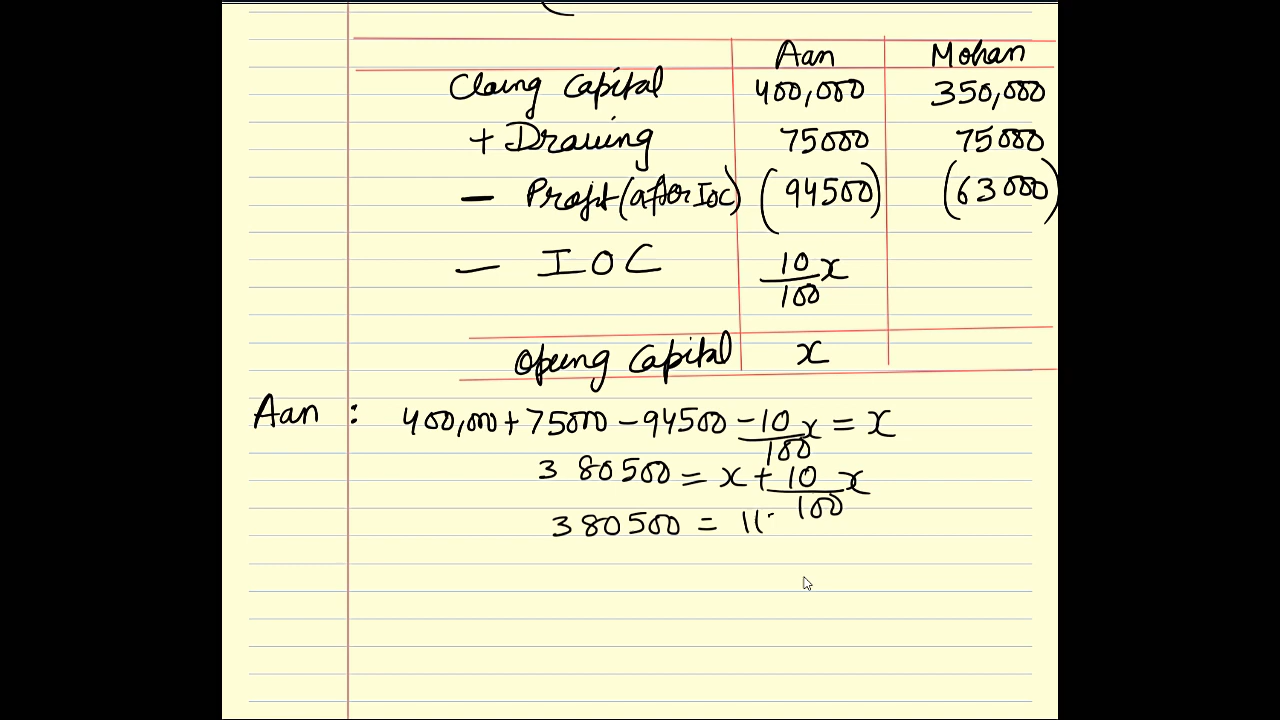 Aan Mohan
Closing Capital 400,000 350,000
+ Drawing 75000 75000
- Profit (after IOC) (94500) (63000)
- IOC 10/100 x
Opening Capital x
Aan : 400,000 + 75000 - 94500 - 10/100 x = x
380500 = x + 10/100 x
380500 = 11